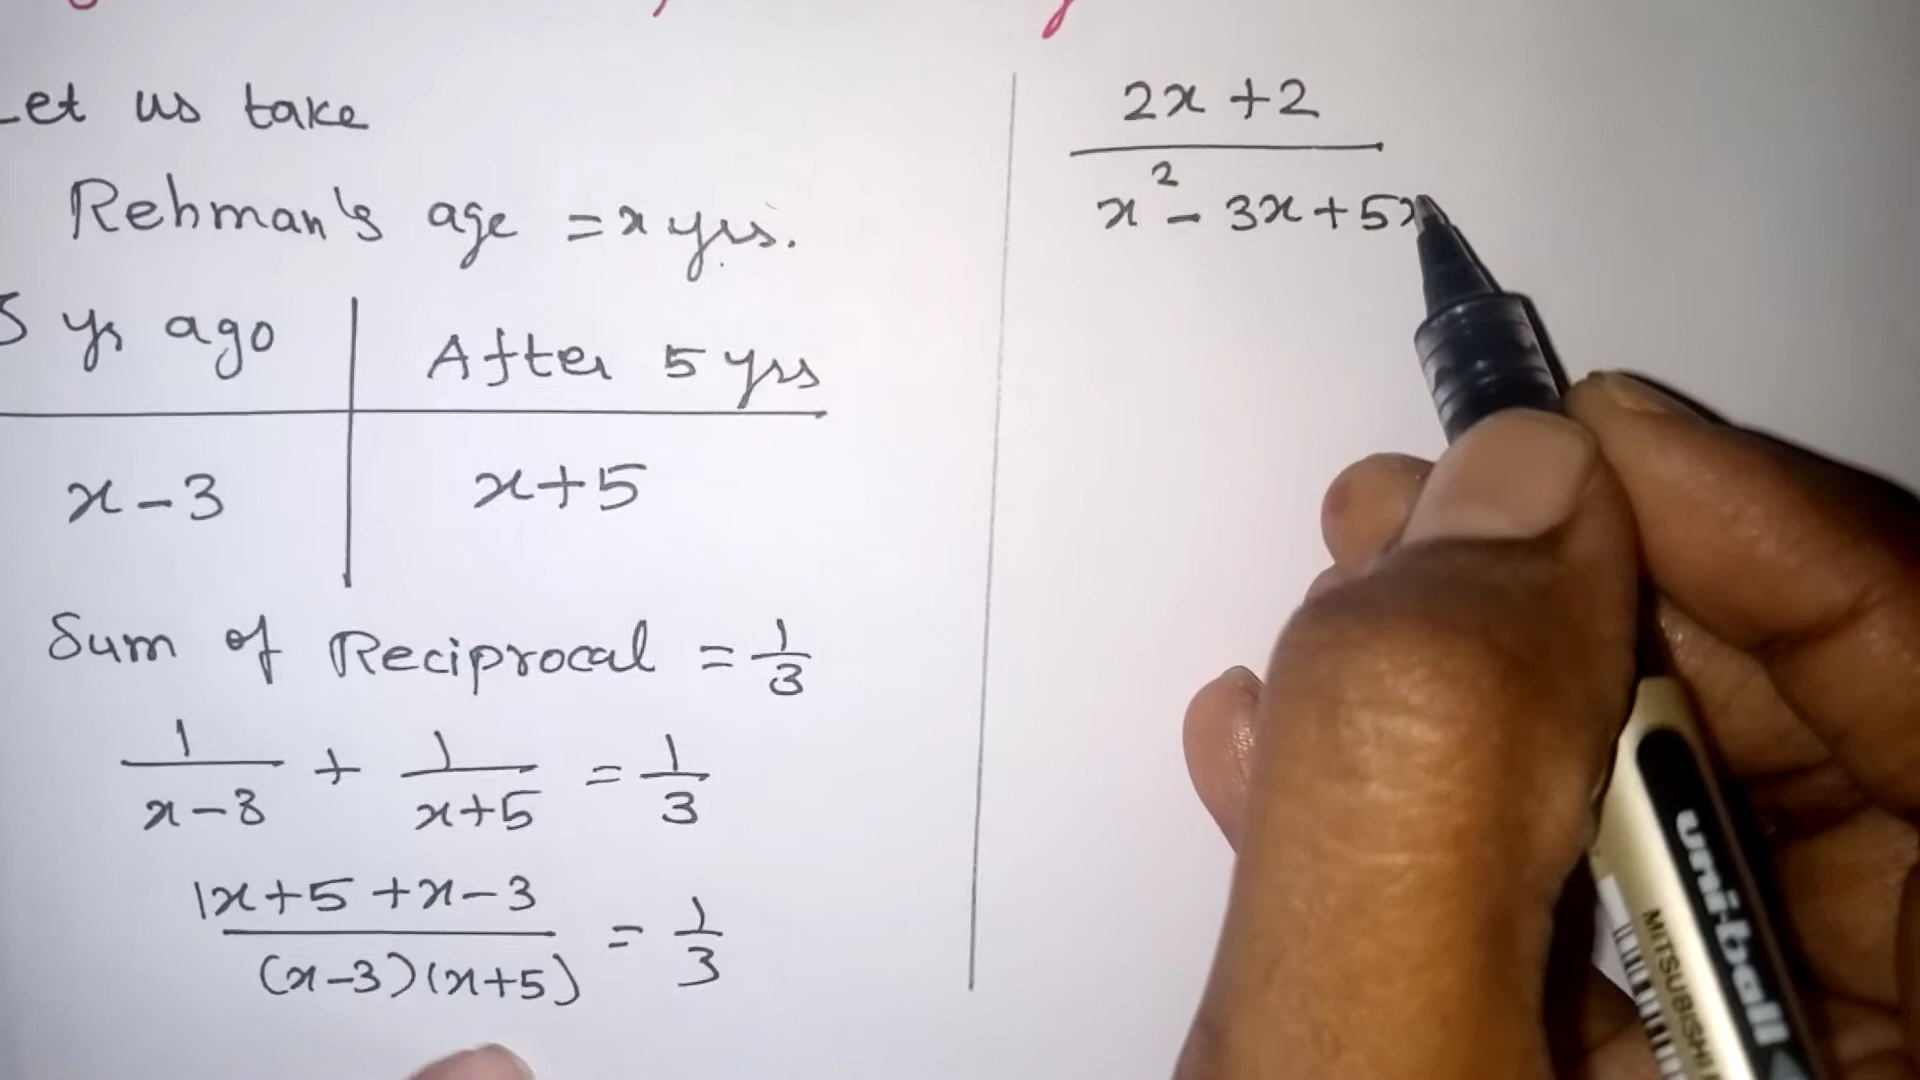 Let us take
Rehman's age = x yrs.
yr ago | After 5 yrs
x-3 | x+5
Sum of Reciprocal = 1/3
1/(x-3) + 1/(x+5) = 1/3
1x+5+x-3/(x-3)(x+5) = 1/3
2x+2
x² - 3x + 5x
uni-ball
MITSUBISHI